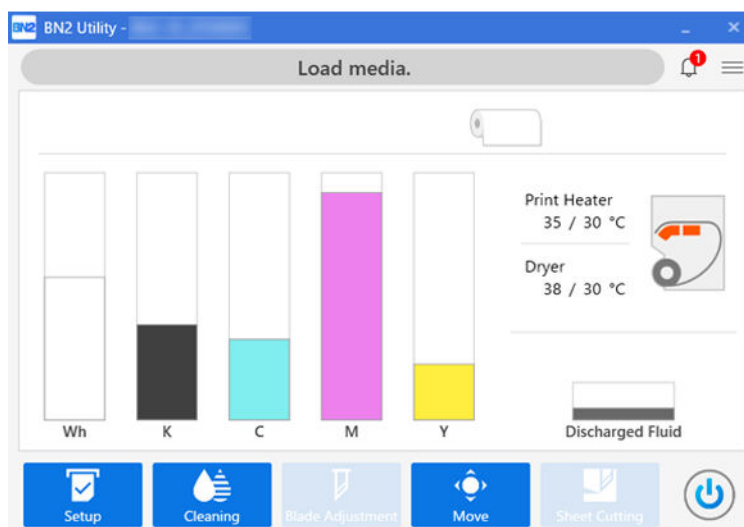 BN2 BN2 Utility -
Load media.
1
Print Heater
35 / 30 °C
Dryer
38 / 30 °C
Wh K C M Y
Discharged Fluid
Setup Cleaning Blade Adjustment Move Sheet Cutting